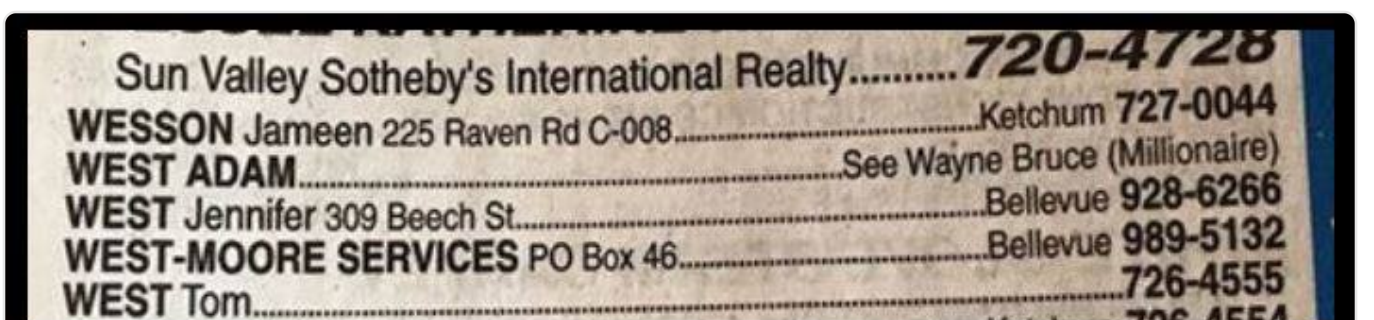 Sun Valley Sotheby's International Realty..........720-4728
WESSON Jameen 225 Raven Rd C-008..........Ketchum 727-0044
WEST ADAM..........See Wayne Bruce (Millionaire)
WEST Jennifer 309 Beech St..........Bellevue 928-6266
WEST-MOORE SERVICES PO Box 46..........Bellevue 989-5132
WEST Tom..........726-4555